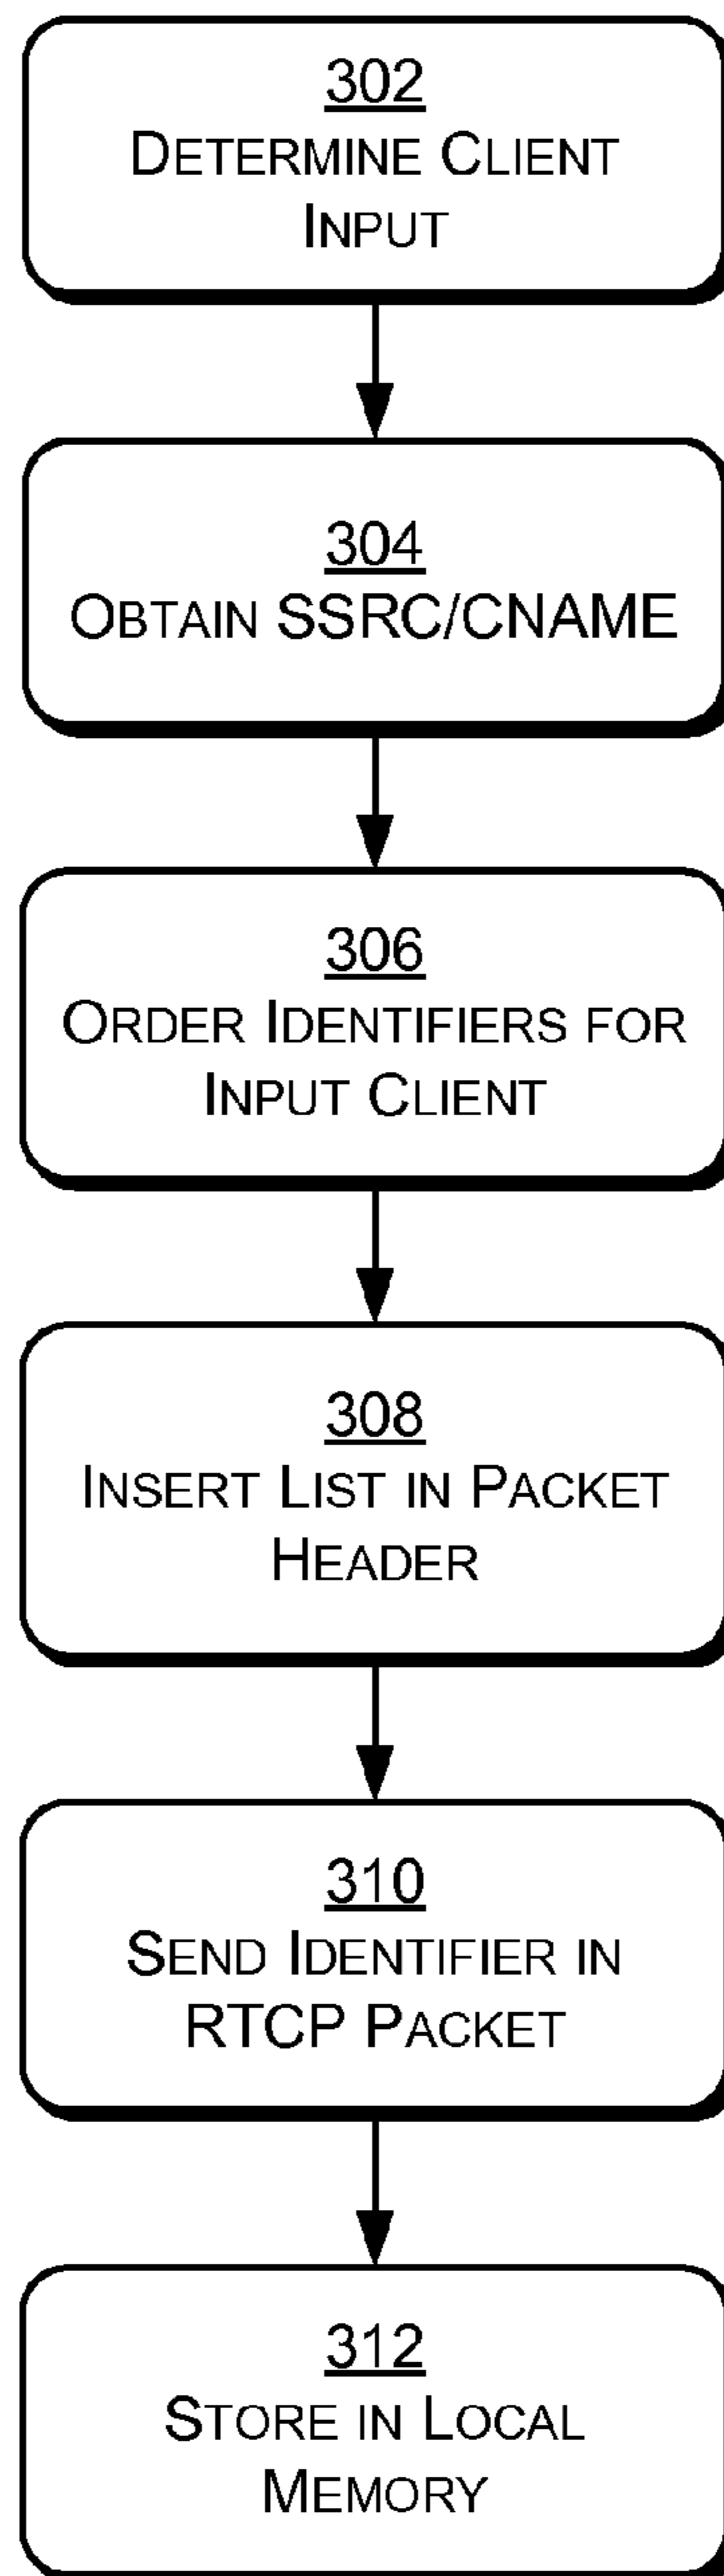 302
DETERMINE CLIENT
INPUT
304
OBTAIN SSRC/CNAME
306
ORDER IDENTIFIERS FOR
INPUT CLIENT
308
INSERT LIST IN PACKET
HEADER
310
SEND IDENTIFIER IN
RTCP PACKET
312
STORE IN LOCAL
MEMORY